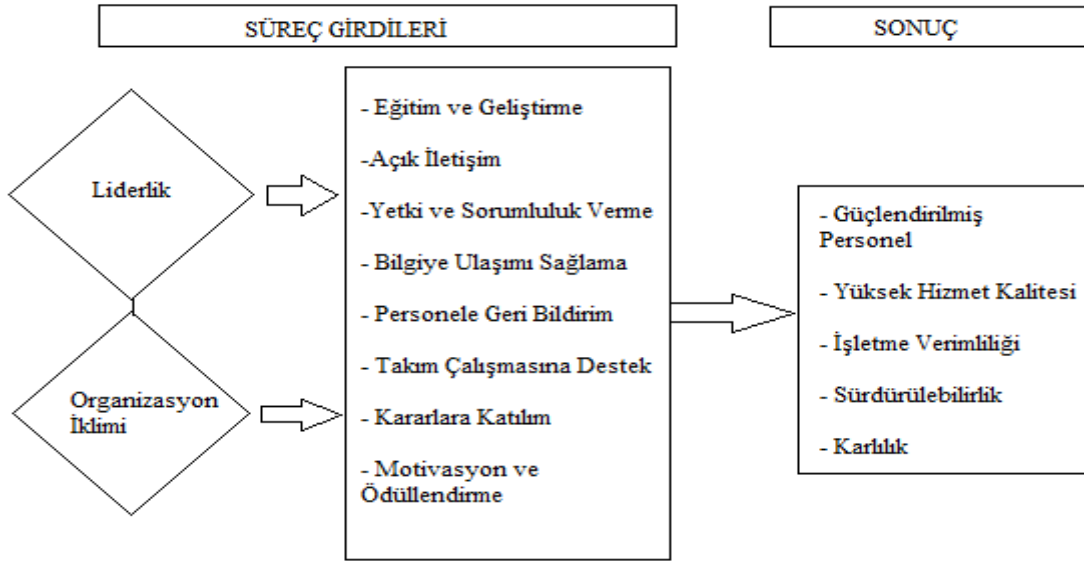 SÜREÇ GİRDİLERİ
SONUÇ
Liderlik
Organizasyon
İklimi
- Eğitim ve Geliştirme
-Açık İletişim
-Yetki ve Sorumluluk Verme
- Bilgiye Ulaşımı Sağlama
- Personele Geri Bildirim
- Takım Çalışmasına Destek
- Kararlara Katılım
- Motivasyon ve
Ödüllendirme
- Güçlendirilmiş
Personel
- Yüksek Hizmet Kalitesi
- İşletme Verimliliği
- Sürdürülebilirlik
- Karlılık